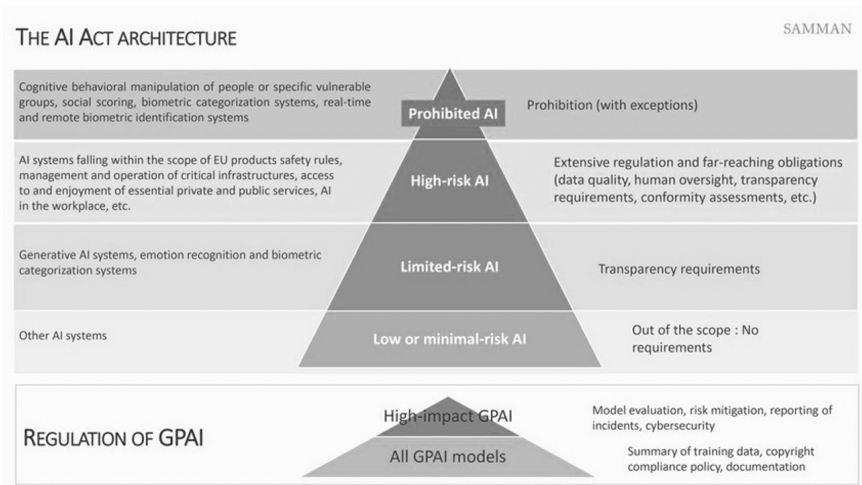 THE AI ACT ARCHITECTURE
SAMMAN
Cognitive behavioral manipulation of people or specific vulnerable
groups, social scoring, biometric categorization systems, real-time
and remote biometric identification systems
Prohibited AI
Prohibition (with exceptions)
AI systems falling within the scope of EU products safety rules,
management and operation of critical infrastructures, access
to and enjoyment of essential private and public services, AI
in the workplace, etc.
High-risk AI
Extensive regulation and far-reaching obligations
(data quality, human oversight, transparency
requirements, conformity assessments, etc.)
Generative AI systems, emotion recognition and biometric
categorization systems
Limited-risk AI
Transparency requirements
Other AI systems
Low or minimal-risk AI
Out of the scope : No
requirements
REGULATION OF GPAI
High-impact GPAI
Model evaluation, risk mitigation, reporting of
incidents, cybersecurity
All GPAI models
Summary of training data, copyright
compliance policy, documentation